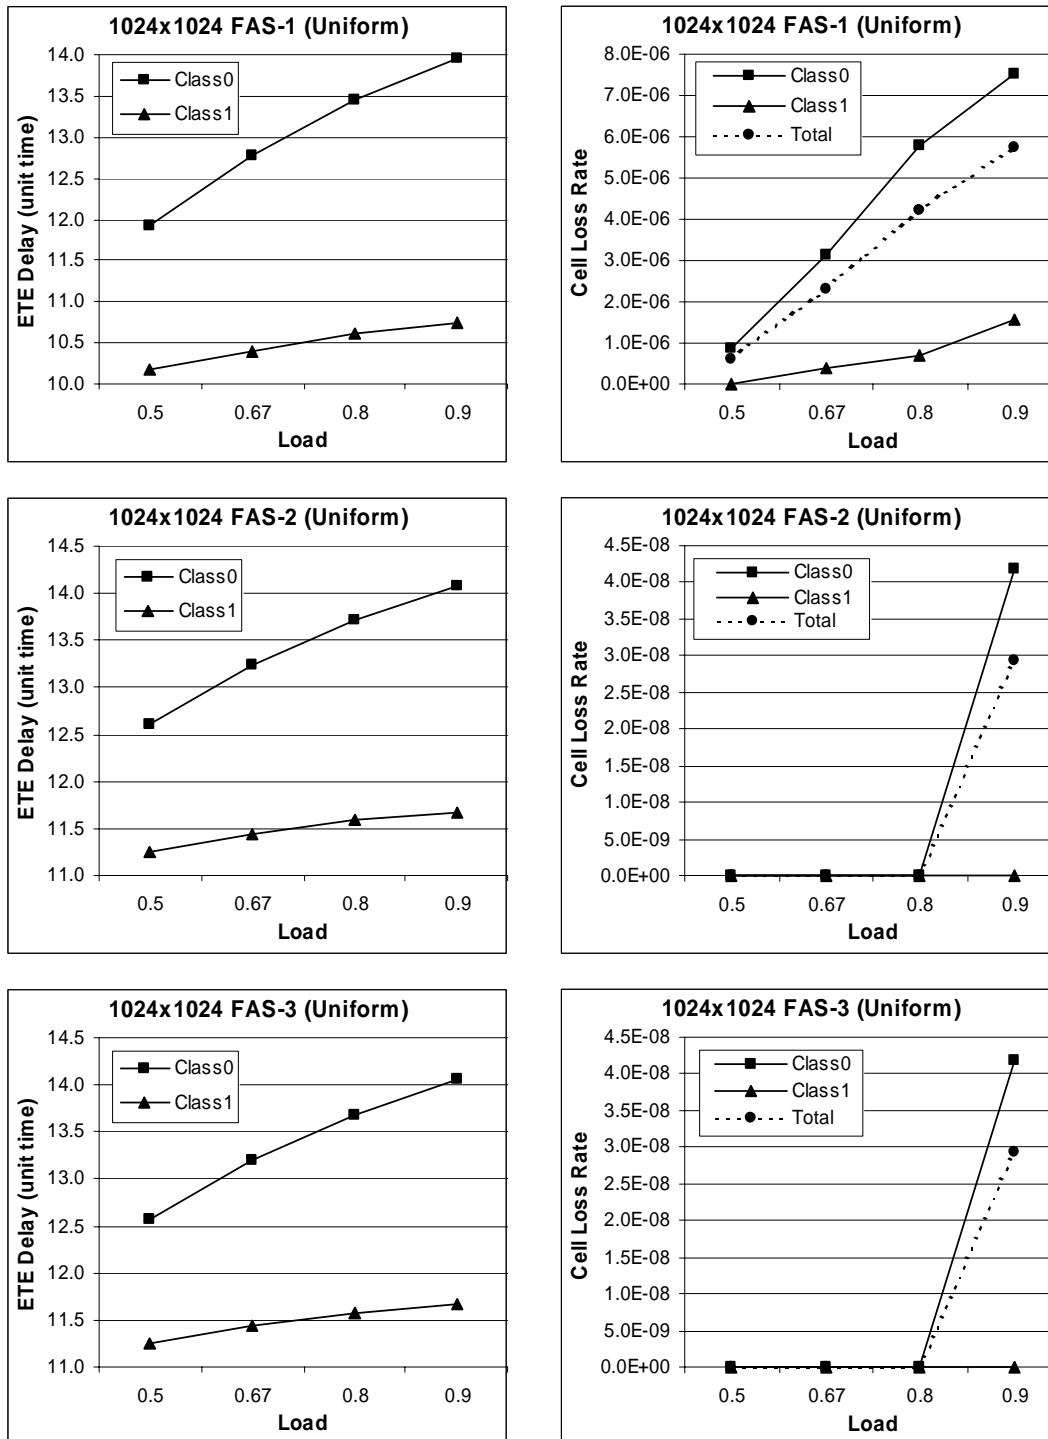 1024x1024 FAS-1 (Uniform)
ETE Delay (unit time)
14.0
13.5
13.0
12.5
12.0
11.5
11.0
10.5
10.0
Class0
Class1
0.5 0.67 0.8 0.9
Load
1024x1024 FAS-1 (Uniform)
Cell Loss Rate
8.0E-06
7.0E-06
6.0E-06
5.0E-06
4.0E-06
3.0E-06
2.0E-06
1.0E-06
0.0E+00
Class0
Class1
Total
0.5 0.67 0.8 0.9
Load
1024x1024 FAS-2 (Uniform)
ETE Delay (unit time)
14.5
14.0
13.5
13.0
12.5
12.0
11.5
11.0
Class0
Class1
0.5 0.67 0.8 0.9
Load
1024x1024 FAS-2 (Uniform)
Cell Loss Rate
4.5E-08
4.0E-08
3.5E-08
3.0E-08
2.5E-08
2.0E-08
1.5E-08
1.0E-08
5.0E-09
0.0E+00
Class0
Class1
Total
0.5 0.67 0.8 0.9
Load
1024x1024 FAS-3 (Uniform)
ETE Delay (unit time)
14.5
14.0
13.5
13.0
12.5
12.0
11.5
11.0
Class0
Class1
0.5 0.67 0.8 0.9
Load
1024x1024 FAS-3 (Uniform)
Cell Loss Rate
4.5E-08
4.0E-08
3.5E-08
3.0E-08
2.5E-08
2.0E-08
1.5E-08
1.0E-08
5.0E-09
0.0E+00
Class0
Class1
Total
0.5 0.67 0.8 0.9
Load